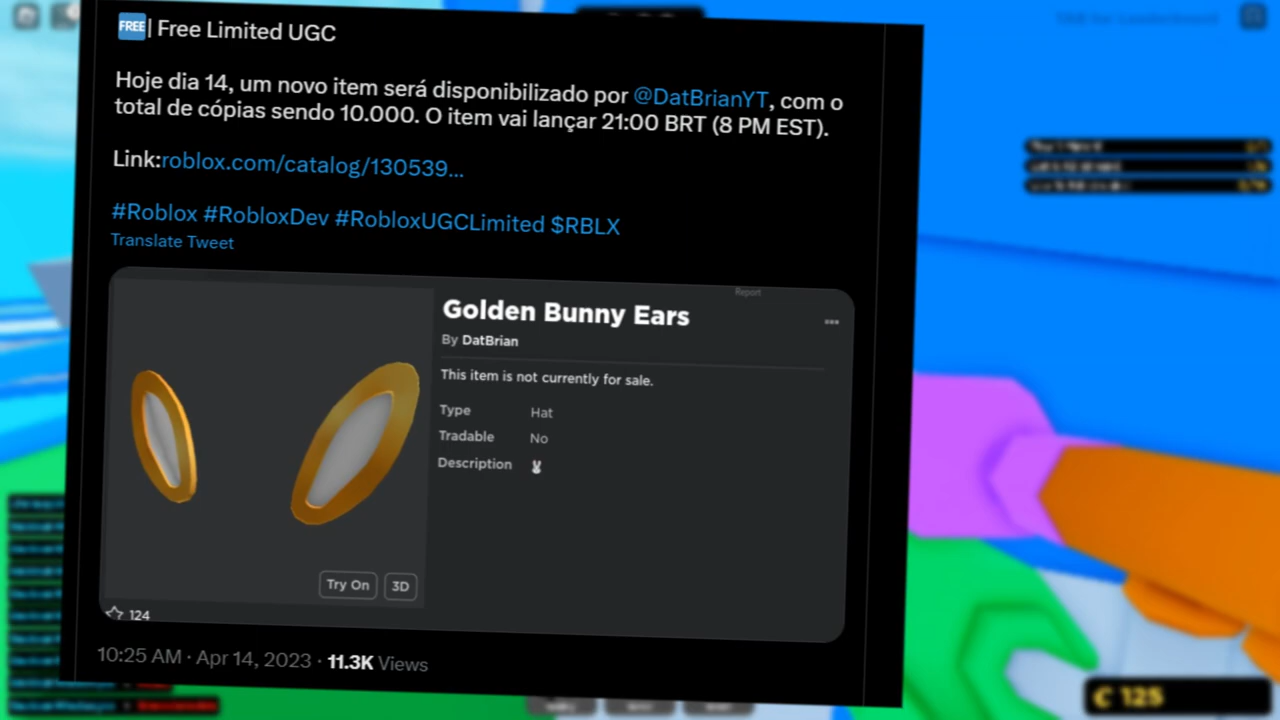 🆓| Free Limited UGC
Hoje dia 14, um novo item será disponibilizado por @DatBrianYT, com o
total de cópias sendo 10.000. O item vai lançar 21:00 BRT (8 PM EST).
Link:roblox.com/catalog/130539...
#Roblox #RobloxDev #RobloxUGCLimited $RBLX
Translate Tweet
Report
Golden Bunny Ears
...
By DatBrian
This item is not currently for sale.
Type Hat
Tradable No
Description
Try On
3D
124
10:25 AM · Apr 14, 2023 · 11.3K Views
C 125